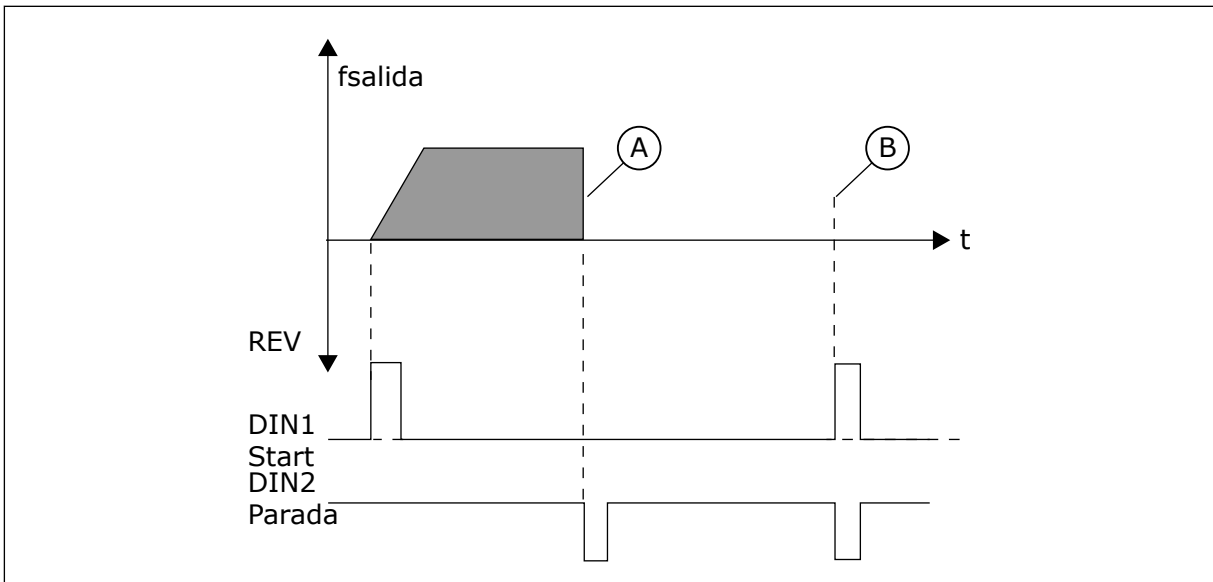 fsalida
A
B
t
REV
DIN1
Start
DIN2
Parada